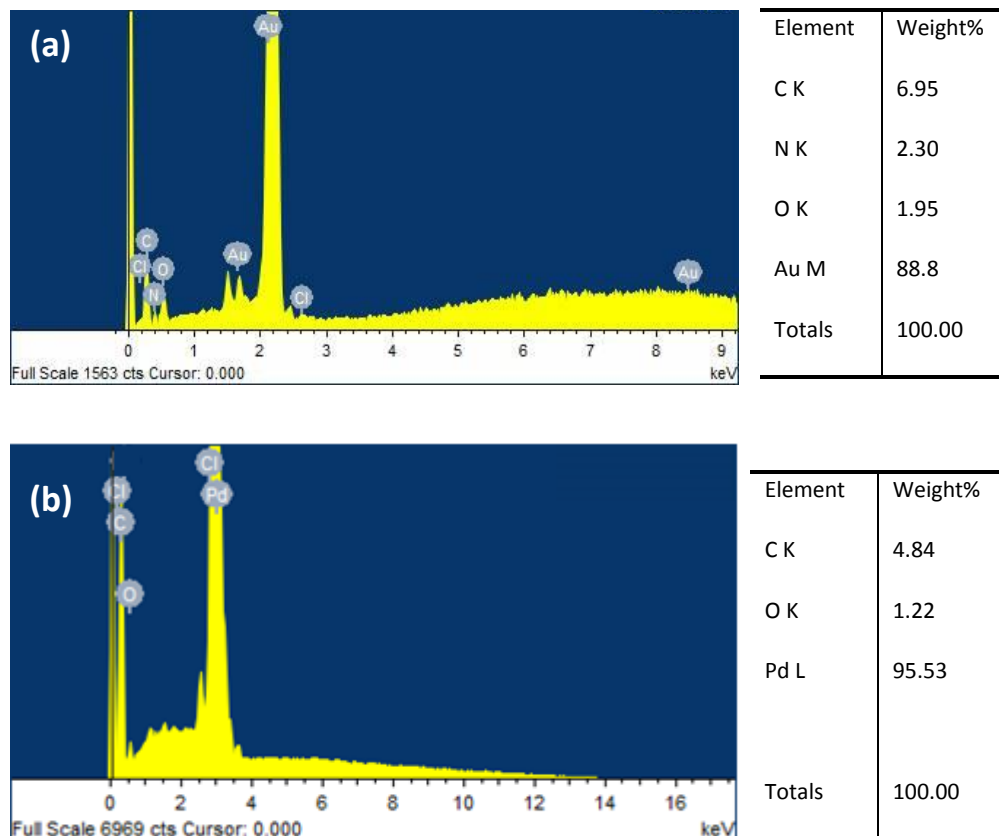 (a)
Au
C
Cl
O
N
Au
Cl
Au
0 1 2 3 4 5 6 7 8 9
Full Scale 1563 cts Cursor: 0.000 keV
Element Weight%
C K 6.95
N K 2.30
O K 1.95
Au M 88.8
Totals 100.00
(b)
Cl
Cl
Pd
C
O
0 2 4 6 8 10 12 14 16
Full Scale 6969 cts Cursor: 0.000 keV
Element Weight%
C K 4.84
O K 1.22
Pd L 95.53
Totals 100.00